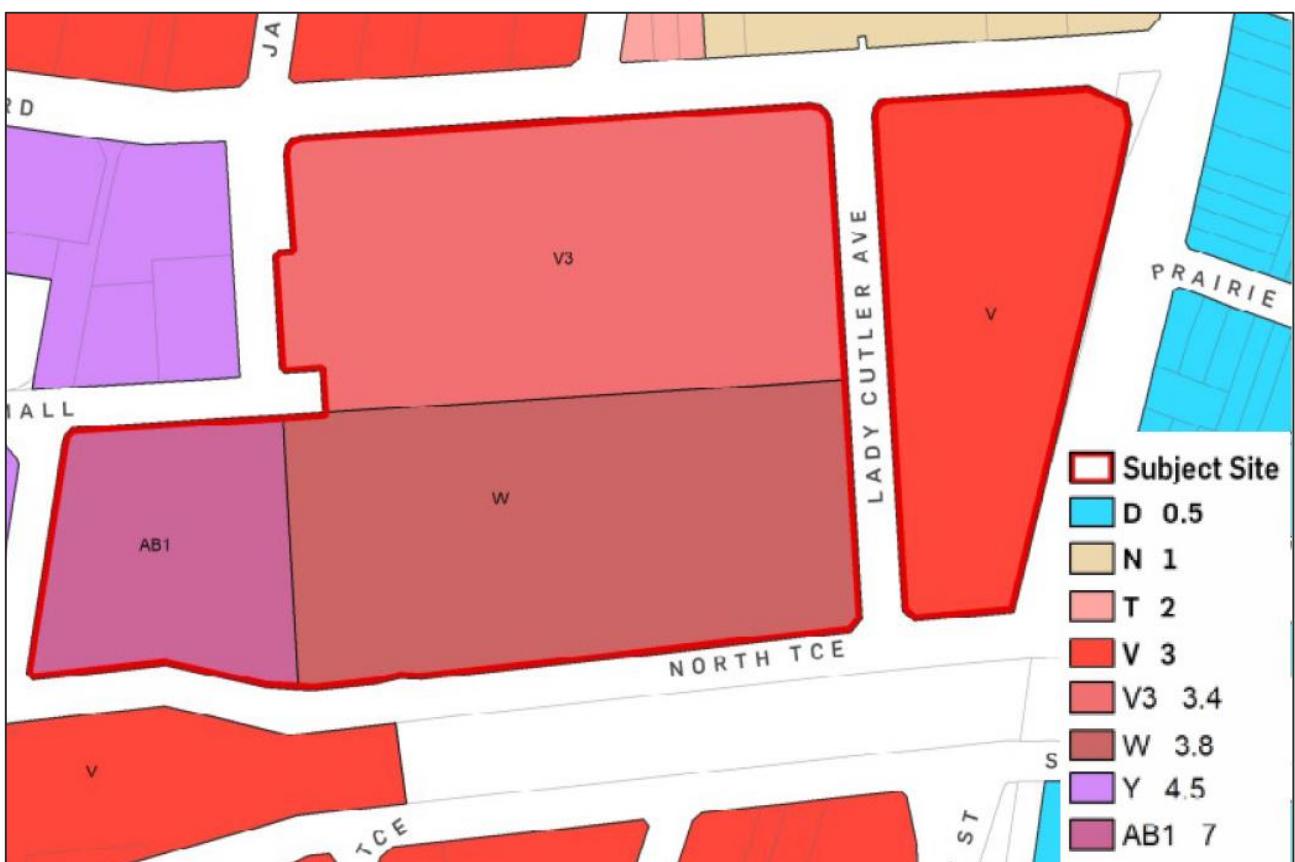 JA
RD
V3
LADY CUTLER AVE
V
PRAIRIE
MALL
W
AB1
NORTH TCE
V
TCE
S
ST
Subject Site
D 0.5
N 1
T 2
V 3
V3 3.4
W 3.8
Y 4.5
AB1 7